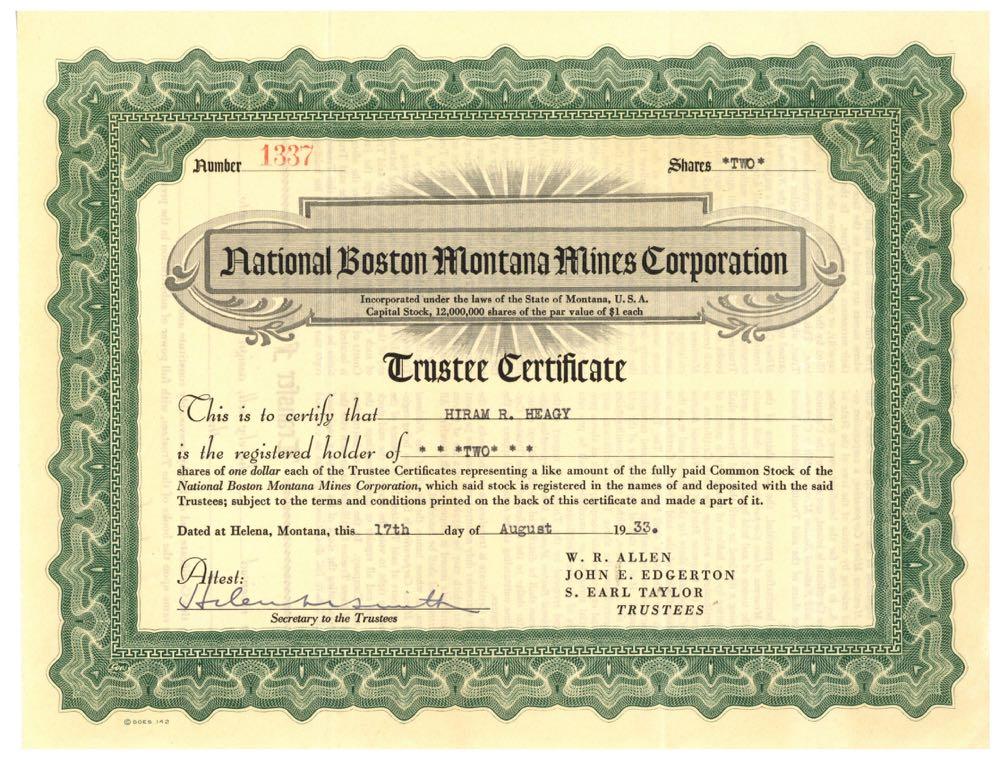 Number 1337 Shares *TWO*
National Boston Montana Mines Corporation
Incorporated under the laws of the State of Montana, U. S. A.
Capital Stock, 12,000,000 shares of the par value of $1 each
Trustee Certificate
This is to certify that HIRAM R. HEAGY
is the registered holder of * * *TWO* * *
shares of one dollar each of the Trustee Certificates representing a like amount of the fully paid Common Stock of the
National Boston Montana Mines Corporation, which said stock is registered in the names of and deposited with the said
Trustees; subject to the terms and conditions printed on the back of this certificate and made a part of it.
Dated at Helena, Montana, this 17th day of August 1933.
W. R. ALLEN
Attest: JOHN E. EDGERTON
Helen M Smith S. EARL TAYLOR
Secretary to the Trustees TRUSTEES
© GOES 142